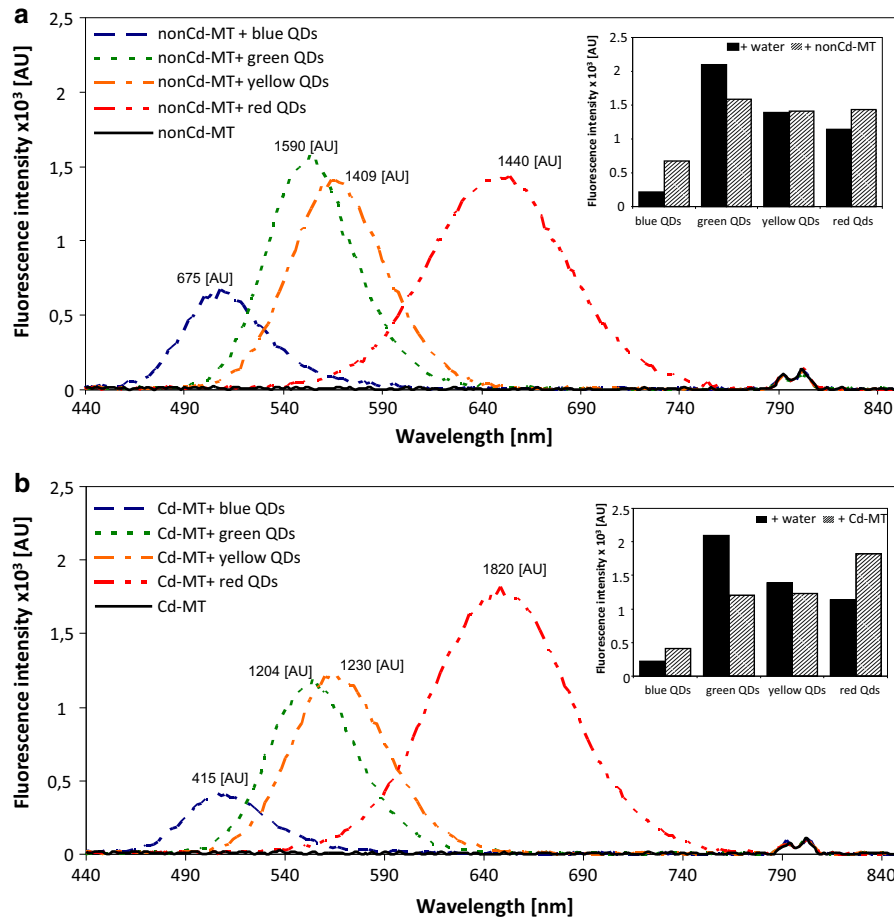 a
Fluorescence intensity x10³ [AU]
2,5
2
1,5
1
0,5
0
nonCd-MT + blue QDs
nonCd-MT+ green QDs
nonCd-MT+ yellow QDs
nonCd-MT+ red QDs
nonCd-MT
675 [AU]
1590 [AU]
1409 [AU]
1440 [AU]
440 490 540 590 640 690 740 790 840
Wavelength [nm]
Fluorescence intensity x 10³ [AU]
2.5
2
1.5
1
0.5
0
+ water + nonCd-MT
blue QDs green QDs yellow QDs red Qds
b
Fluorescence intensity x10³ [AU]
2,5
2
1,5
1
0,5
0
Cd-MT+ blue QDs
Cd-MT+ green QDs
Cd-MT+ yellow QDs
Cd-MT+ red QDs
Cd-MT
415 [AU]
1204 [AU]
1230 [AU]
1820 [AU]
440 490 540 590 640 690 740 790 840
Wavelength [nm]
Fluorescence intensity x 10³ [AU]
2.5
2
1.5
1
0.5
0
+ water + Cd-MT
blue QDs green QDs yellow QDs red Qds